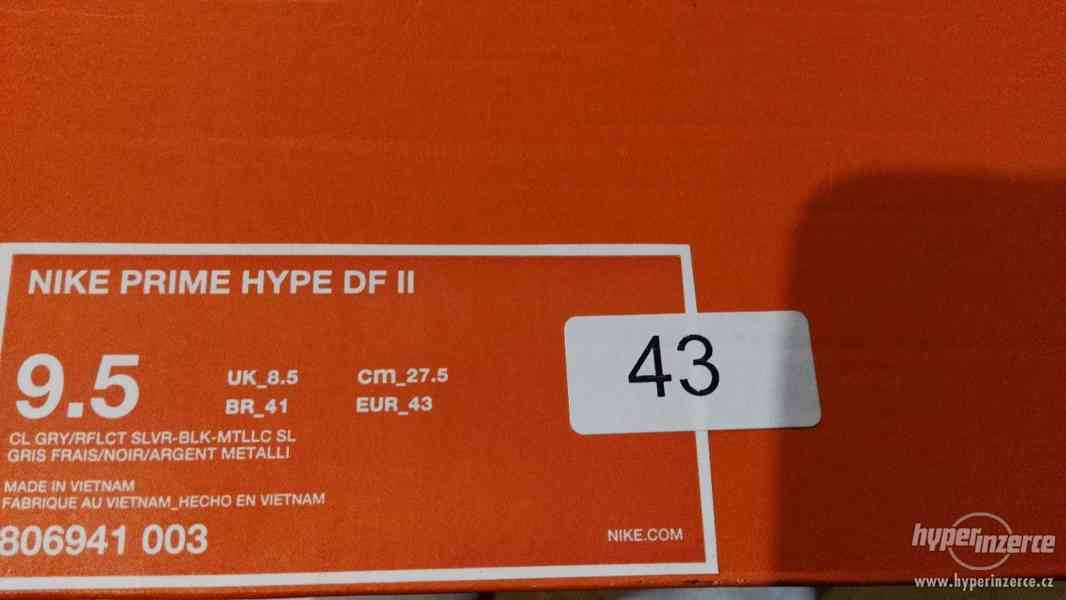 NIKE PRIME HYPE DF II
9.5
UK_8.5 cm_27.5
BR_41 EUR_43
43
CL GRY/RFLCT SLVR-BLK-MTLLC SL
GRIS FRAIS/NOIR/ARGENT METALLI
MADE IN VIETNAM
FABRIQUE AU VIETNAM_HECHO EN VIETNAM
806941 003
NIKE.COM
hyperinzerce
www.hyperinzerce.cz